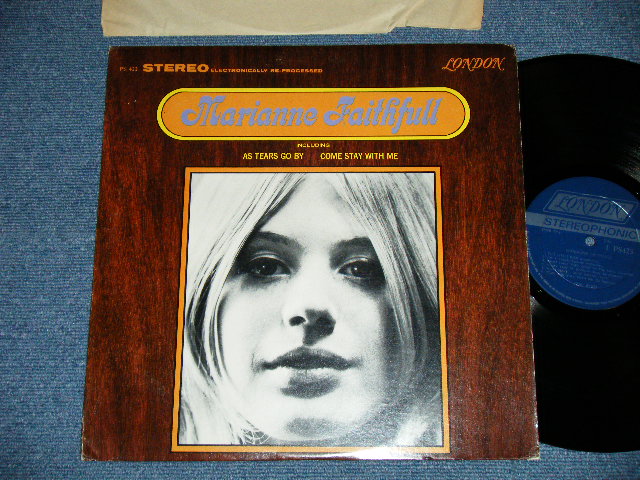 PS 423 STEREO ELECTRONICALLY RE-PROCESSED
LONDON
Marianne Faithfull
INCLUDING
AS TEARS GO BY COME STAY WITH ME
LONDON
STEREOPHONIC